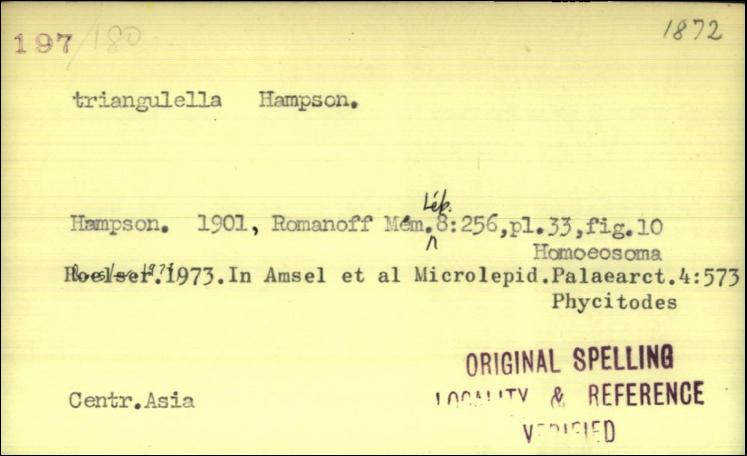 197/180
1872
triangulella Hampson.
Hampson. 1901, Romanoff Mém. Lép. 8:256,pl.33,fig.10
Homoeosoma
Roelser.1973.In Amsel et al Microlepid.Palaearct.4:573
Phycitodes
Centr.Asia
ORIGINAL SPELLING
LOCALITY & REFERENCE
VERIFIED